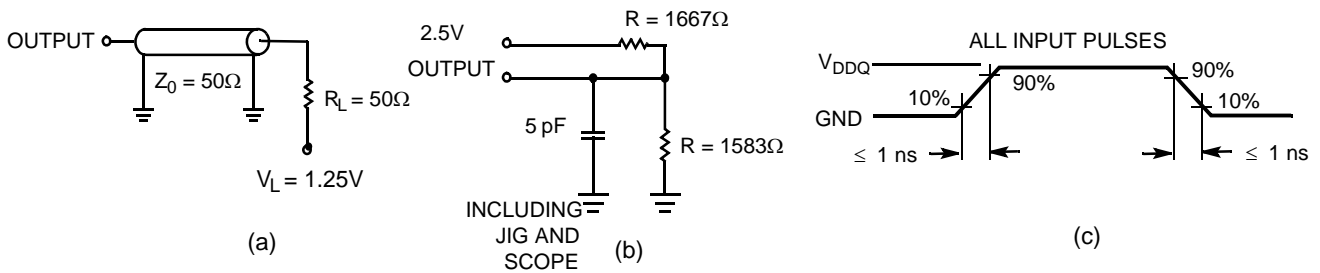 OUTPUT
Z0 = 50Ω
RL = 50Ω
VL = 1.25V
(a)
R = 1667Ω
2.5V
OUTPUT
5 pF
R = 1583Ω
INCLUDING
JIG AND
SCOPE
(b)
ALL INPUT PULSES
VDDQ
90%
90%
10%
10%
GND
≤ 1 ns
≤ 1 ns
(c)